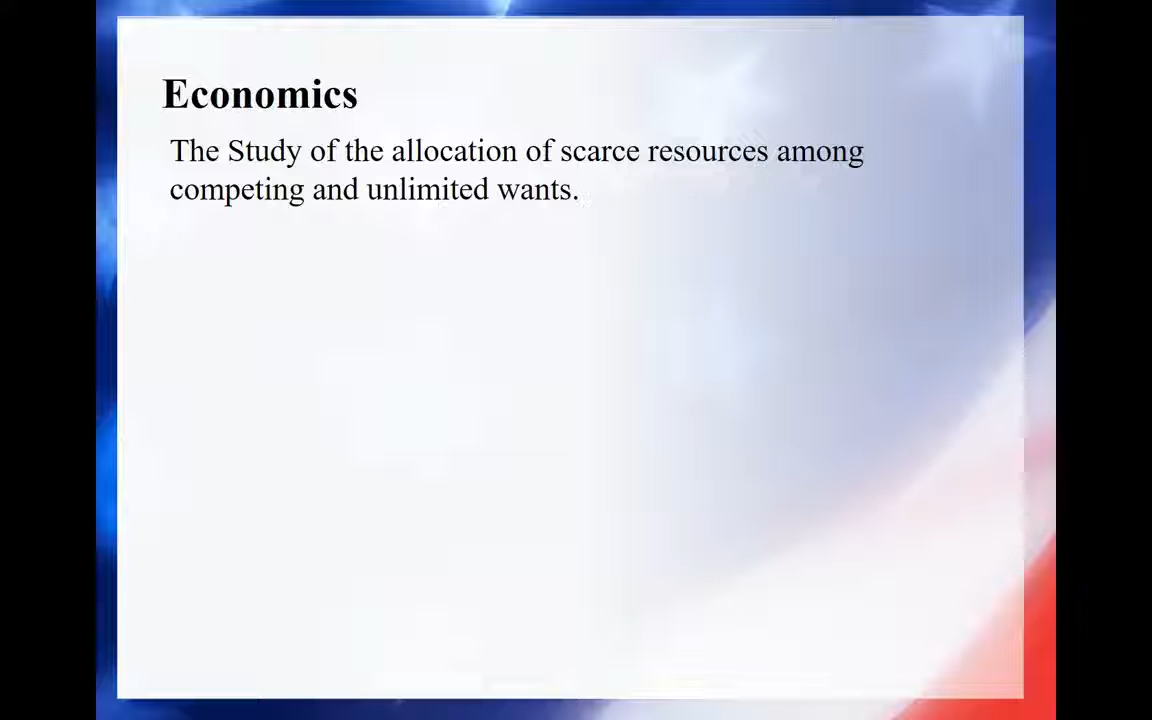 Economics
The Study of the allocation of scarce resources among
competing and unlimited wants.